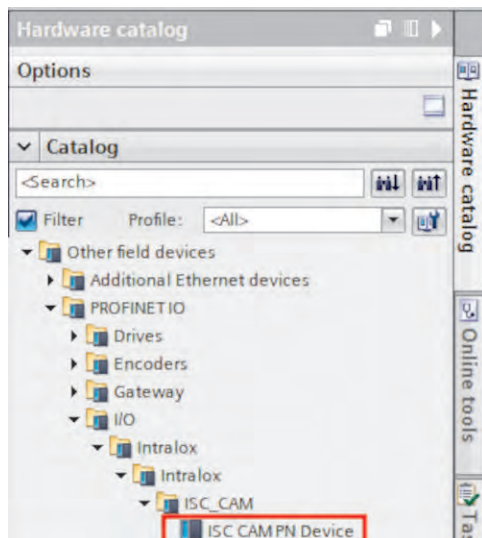 Hardware catalog
Options
Catalog
<Search>
Filter Profile: <All>
Other field devices
Additional Ethernet devices
PROFINET IO
Drives
Encoders
Gateway
I/O
Intralox
Intralox
ISC_CAM
ISC CAM PN Device
Hardware catalog
Online tools